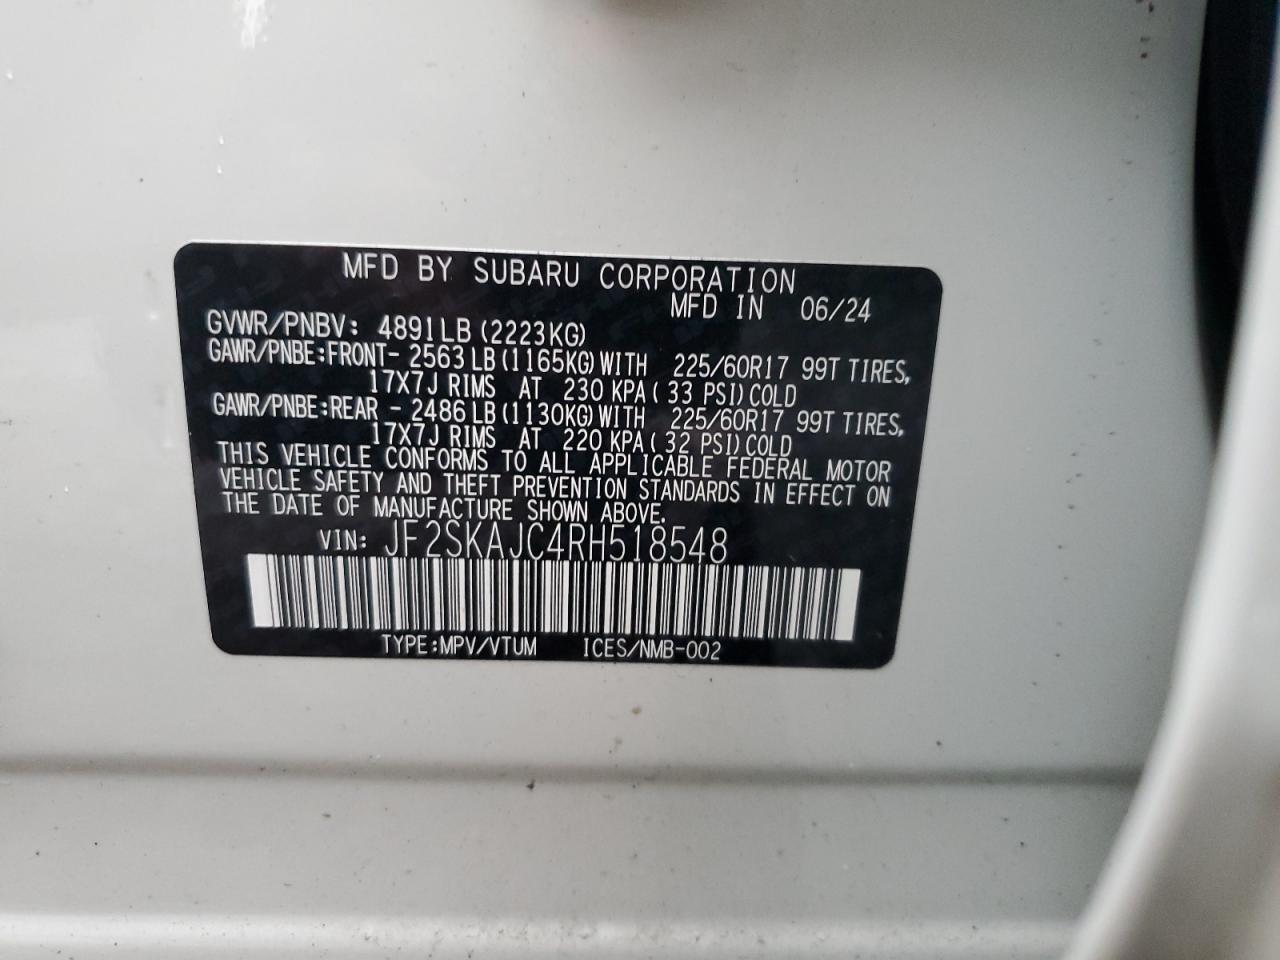 MFD BY SUBARU CORPORATION
MFD IN 06/24
GVWR/PNBV: 4891LB (2223KG)
GAWR/PNBE:FRONT- 2563 LB (1165KG) WITH 225/60R17 99T TIRES,
17X7J RIMS AT 230 KPA ( 33 PSI) COLD
GAWR/PNBE:REAR - 2486 LB (1130KG) WITH 225/60R17 99T TIRES,
17X7J RIMS AT 220 KPA ( 32 PSI) COLD
THIS VEHICLE CONFORMS TO ALL APPLICABLE FEDERAL MOTOR
VEHICLE SAFETY AND THEFT PREVENTION STANDARDS IN EFFECT ON
THE DATE OF MANUFACTURE SHOWN ABOVE.
VIN: JF2SKAJC4RH518548
TYPE:MPV/VTUM ICES/NMB-002